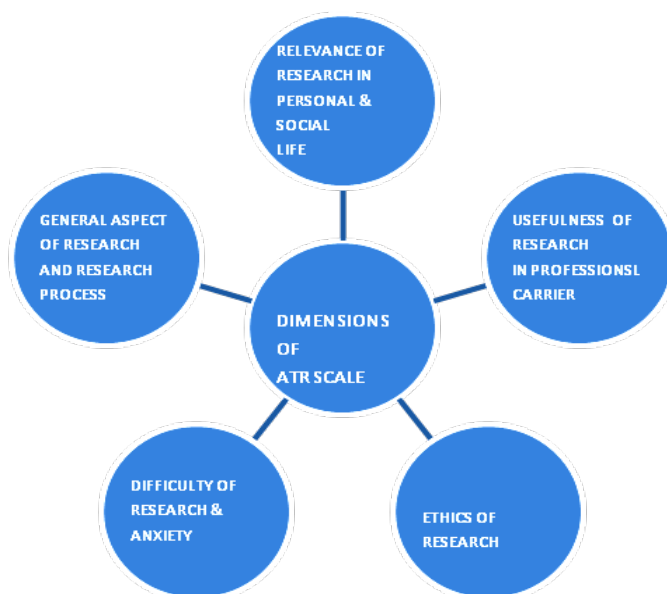 RELEVANCE OF
RESEARCH IN
PERSONAL &
SOCIAL
LIFE
GENERAL ASPECT
OF RESEARCH
AND RESEARCH
PROCESS
USEFULNESS OF
RESEARCH
IN PROFESSIONSL
CARRIER
DIMENSIONS
OF
ATR SCALE
DIFFICULTY OF
RESEARCH &
ANXIETY
ETHICS OF
RESEARCH